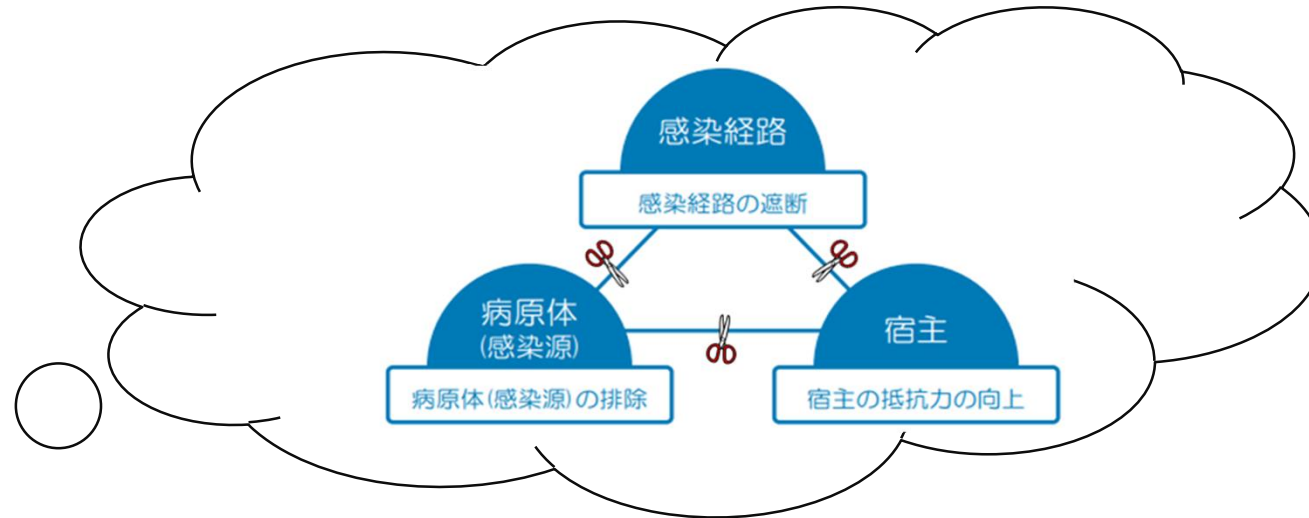 感染経路
感染経路の遮断
病原体
(感染源)
病原体(感染源)の排除
宿主
宿主の抵抗力の向上